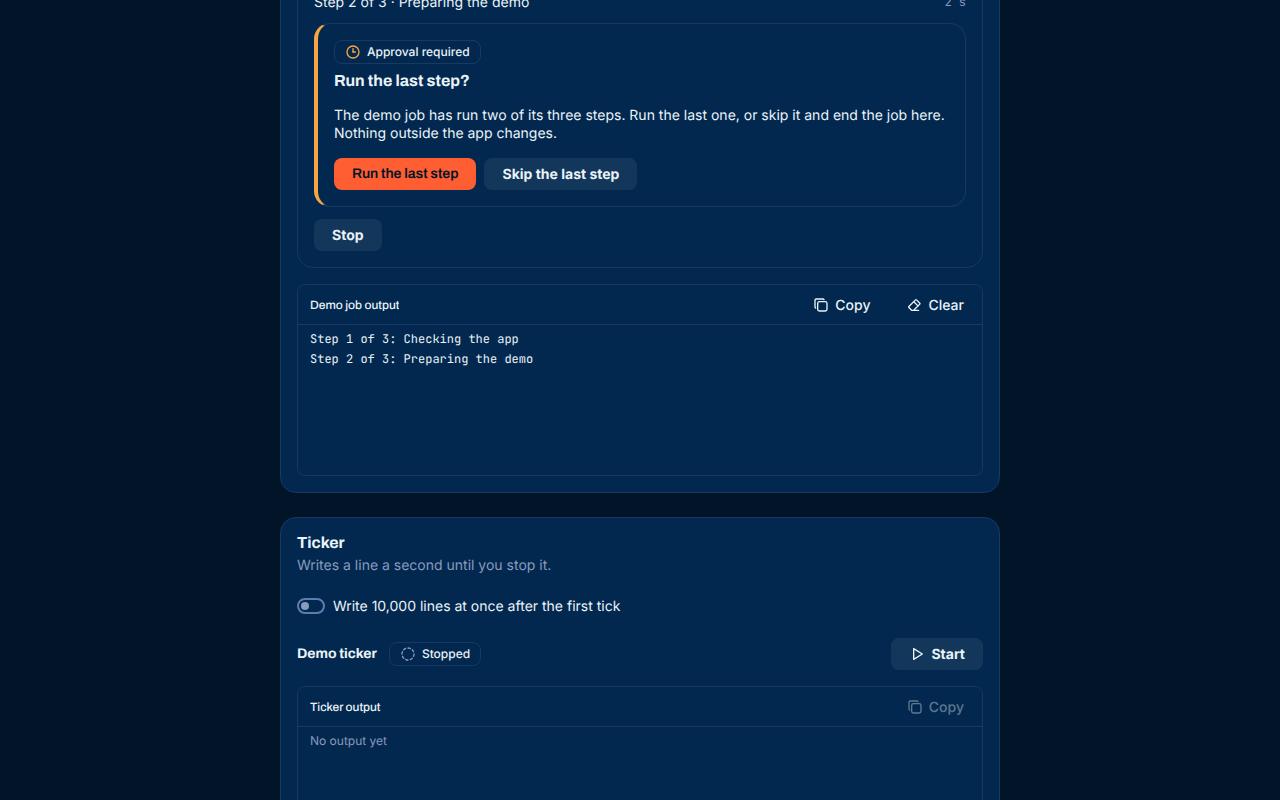 Step 2 of 3 · Preparing the demo
2 s
Approval required
Run the last step?
The demo job has run two of its three steps. Run the last one, or skip it and end the job here.
Nothing outside the app changes.
Run the last step
Skip the last step
Stop
Demo job output
Copy
Clear
Step 1 of 3: Checking the app
Step 2 of 3: Preparing the demo
Ticker
Writes a line a second until you stop it.
Write 10,000 lines at once after the first tick
Demo ticker
Stopped
Start
Ticker output
Copy
No output yet